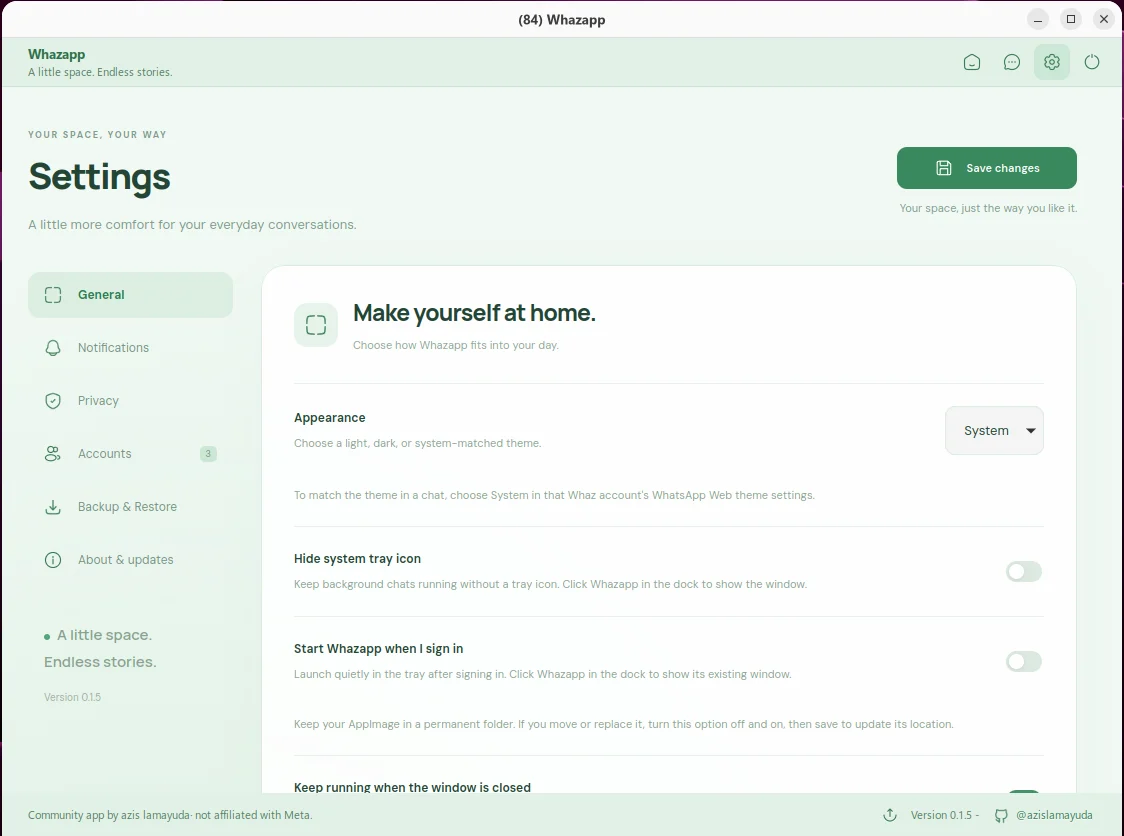 (84) Whazapp
Whazapp
A little space. Endless stories.
YOUR SPACE, YOUR WAY
Settings
A little more comfort for your everyday conversations.
Save changes
Your space, just the way you like it.
General
Notifications
Privacy
Accounts 3
Backup & Restore
About & updates
A little space.
Endless stories.
Version 0.1.5
Make yourself at home.
Choose how Whazapp fits into your day.
Appearance
Choose a light, dark, or system-matched theme.
System
To match the theme in a chat, choose System in that Whaz account's WhatsApp Web theme settings.
Hide system tray icon
Keep background chats running without a tray icon. Click Whazapp in the dock to show the window.
Start Whazapp when I sign in
Launch quietly in the tray after signing in. Click Whazapp in the dock to show its existing window.
Keep your AppImage in a permanent folder. If you move or replace it, turn this option off and on, then save to update its location.
Keep running when the window is closed
Community app by azis lamayuda· not affiliated with Meta.
Version 0.1.5 -
@azislamayuda